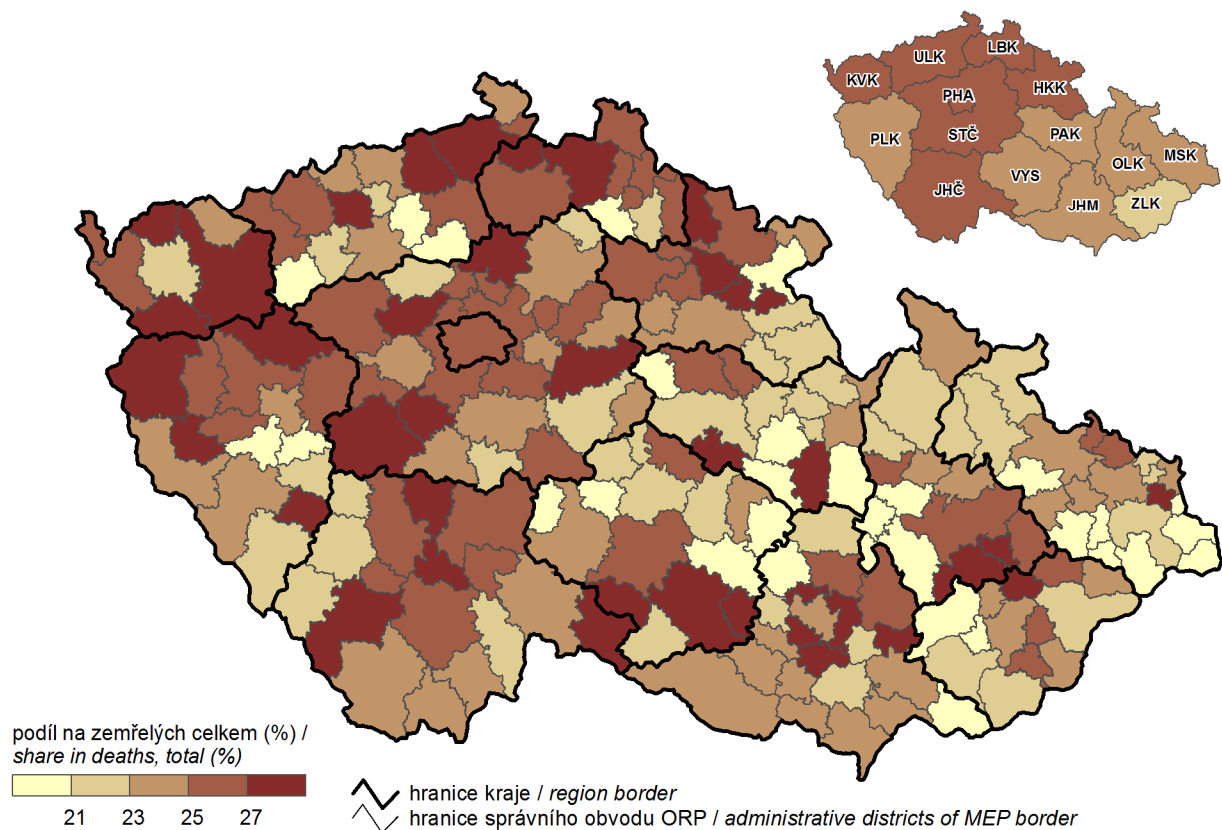 LBK
ULK
KVK
HKK
PHA
PAK
STČ
PLK
MSK
OLK
VYS
JHČ
ZLK
JHM
podíl na zemřelých celkem (%) /
share in deaths, total (%)
21 23 25 27
hranice kraje / region border
hranice správního obvodu ORP / administrative districts of MEP border